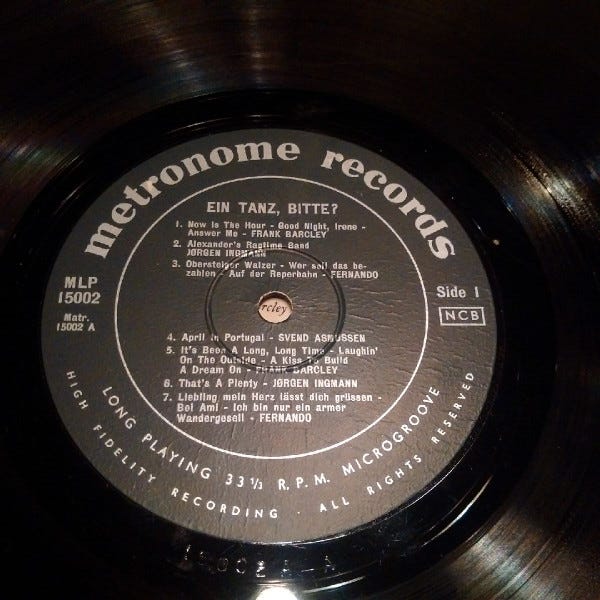 metronome records
EIN TANZ, BITTE?
1. Now Is The Hour - Good Night, Irene -
Answer Me - FRANK BARCLEY
2. Alexander's Ragtime Band
JØRGEN INGMANN
3. Obersteiger Walzer - Wer soll das be-
zahlen - Auf der Reperbahn - FERNANDO
MLP
15002
Matr.
15002 A
Side 1
NCB
rcley
4. April in Portugal - SVEND ASMUSSEN
5. It's Been A Long, Long Time - Laughin'
On The Outside - A Kiss To Build
A Dream On - FRANK BARCLEY
6. That's A Plenty - JØRGEN INGMANN
7. Liebling mein Herz lässt dich grüssen -
Bel Ami - Ich bin nur ein armer
Wandergesell - FERNANDO
LONG PLAYING 33 1/3 R.P.M. MICROGROOVE
HIGH FIDELITY RECORDING · ALL RIGHTS RESERVED